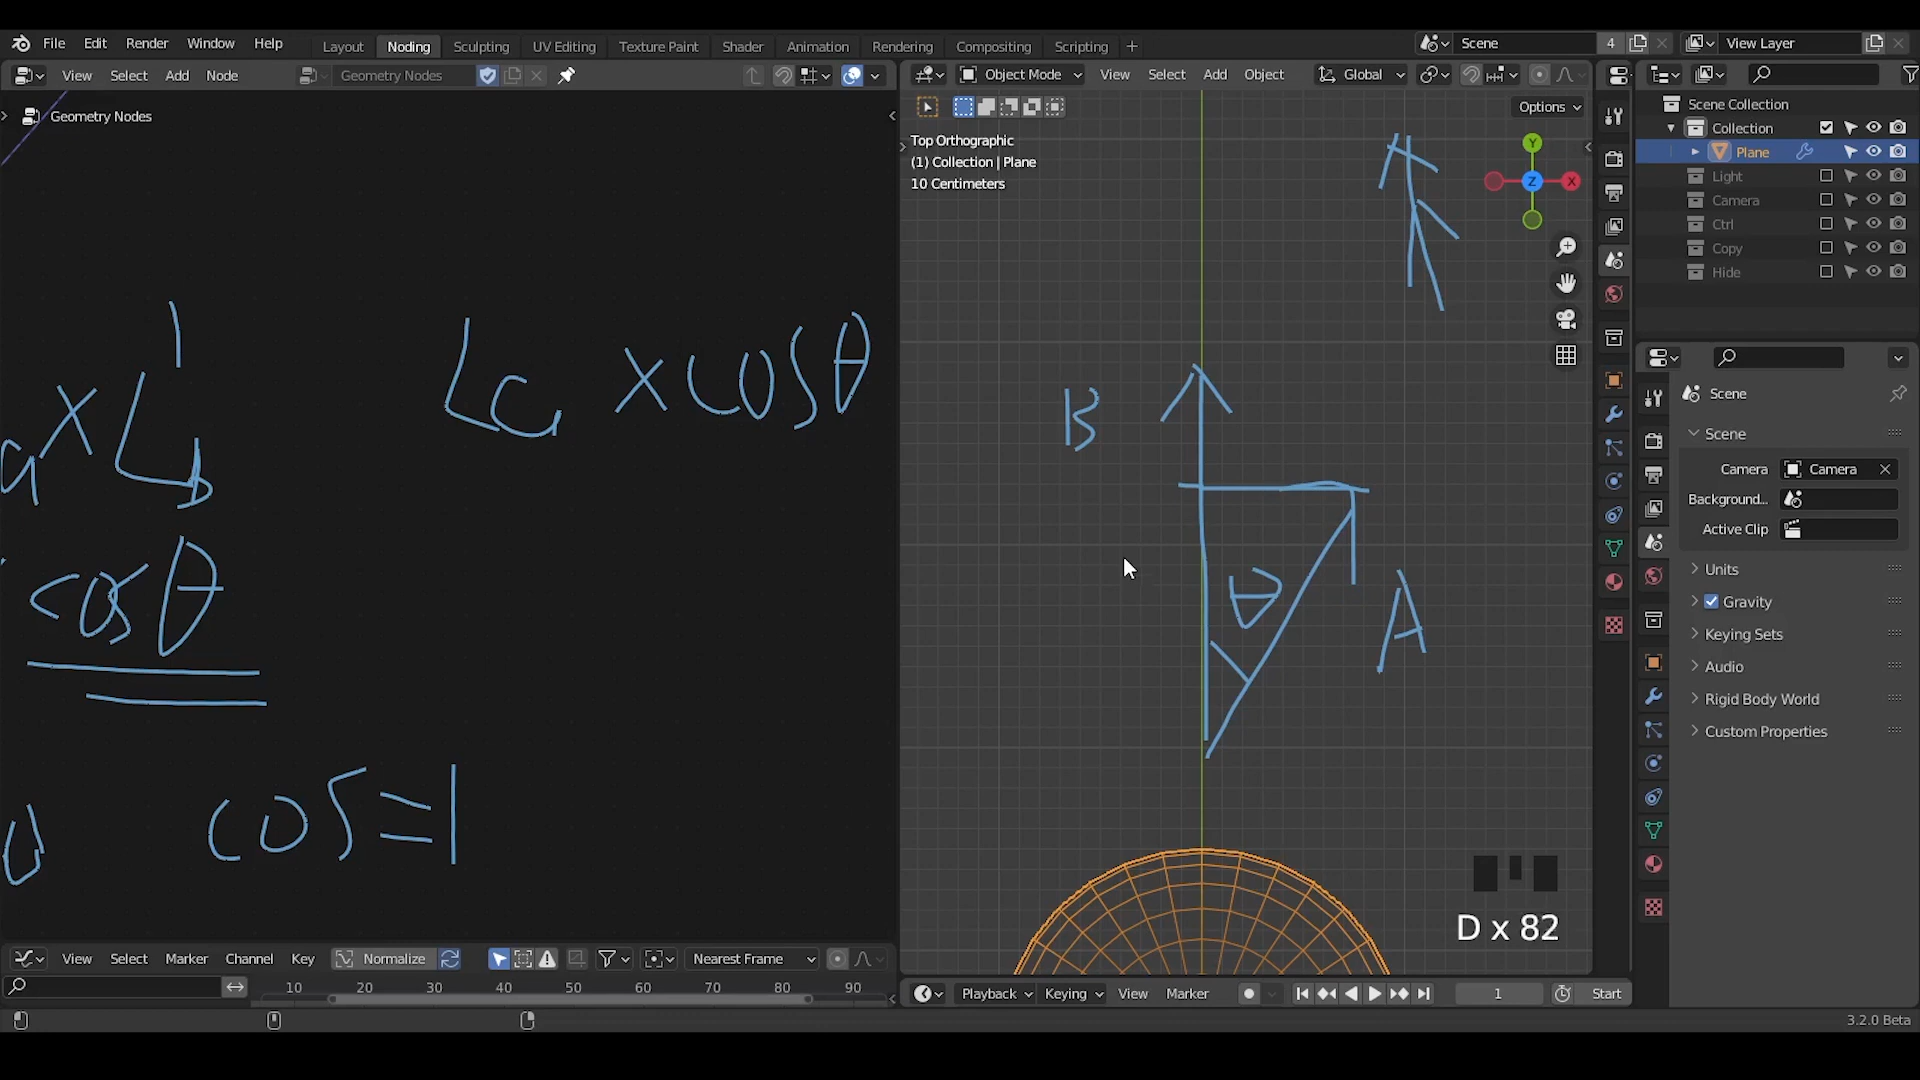 File Edit Render Window Help Layout Noding Sculpting UV Editing Texture Paint Shader Animation Rendering Compositing Scripting + Scene 4 View Layer
View Select Add Node Geometry Nodes
Object Mode View Select Add Object Global
Options
Geometry Nodes
Top Orthographic
(1) Collection | Plane
10 Centimeters
Y
Z
X
Scene Collection
Collection
Plane
Light
Camera
Ctrl
Copy
Hide
Scene
Scene
Camera Camera
Background...
Active Clip
Units
Gravity
Keying Sets
Audio
Rigid Body World
Custom Properties
a × Lb
La × cosθ
cosθ
cos=1
B
θ
A
D x 82
View Select Marker Channel Key Normalize Nearest Frame
10 20 30 40 50 60 70 80 90
Playback Keying View Marker 1 Start
3.2.0 Beta